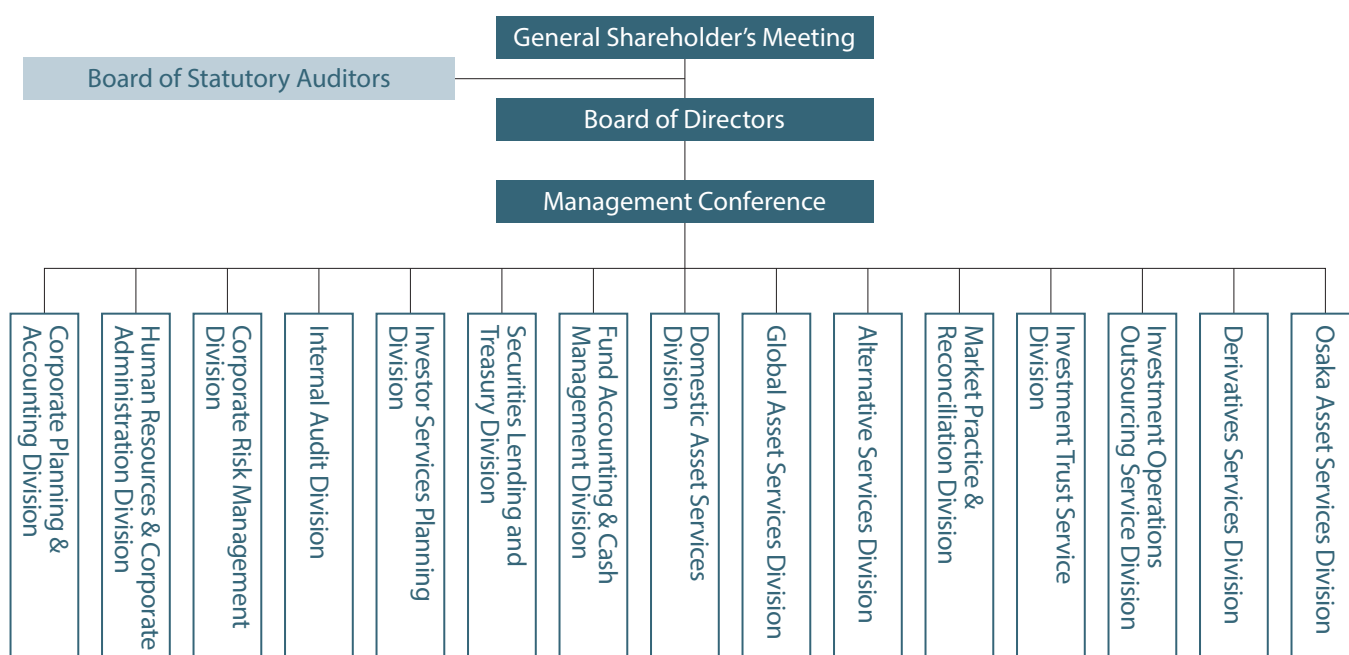 General Shareholder’s Meeting
Board of Statutory Auditors
Board of Directors
Management Conference
Corporate Planning &
Accounting Division
Human Resources & Corporate
Administration Division
Corporate Risk Management
Division
Internal Audit Division
Investor Services Planning
Division
Securities Lending and
Treasury Division
Fund Accounting & Cash
Management Division
Domestic Asset Services
Division
Global Asset Services Division
Alternative Services Division
Market Practice &
Reconciliation Division
Investment Trust Service
Division
Investment Operations
Outsourcing Service Division
Derivatives Services Division
Osaka Asset Services Division